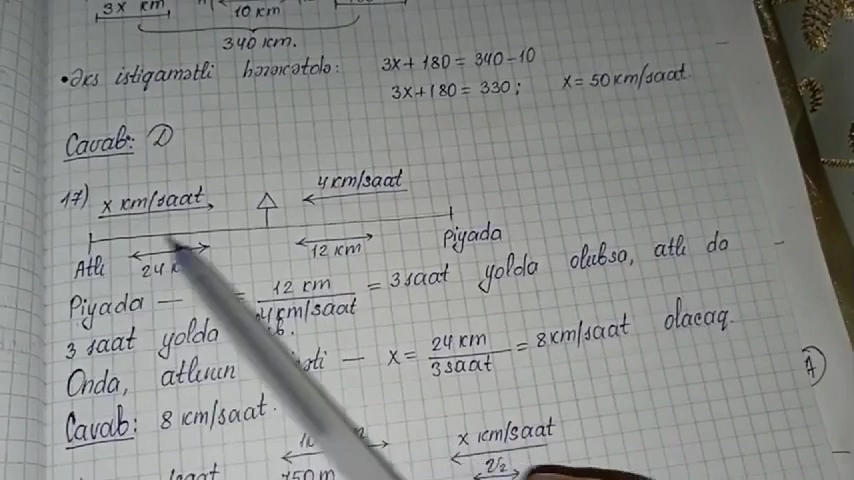 3x km
10 km
340 km.
•Əks istiqamətli hərəkətdə: 3x+180 = 340-10
3x+180 = 330; x = 50 km/saat.
Cavab: D
17) x km/saat 4 km/saat
Atlı 24 12 km Piyada
Piyada — = 12 km / 4 km/saat = 3 saat yolda olubsa, atlı da
3 saat yolda
Onda, atlının — x = 24 km / 3 saat = 8 km/saat olacaq.
Cavab: 8 km/saat. A
x km/saat
750 m V2